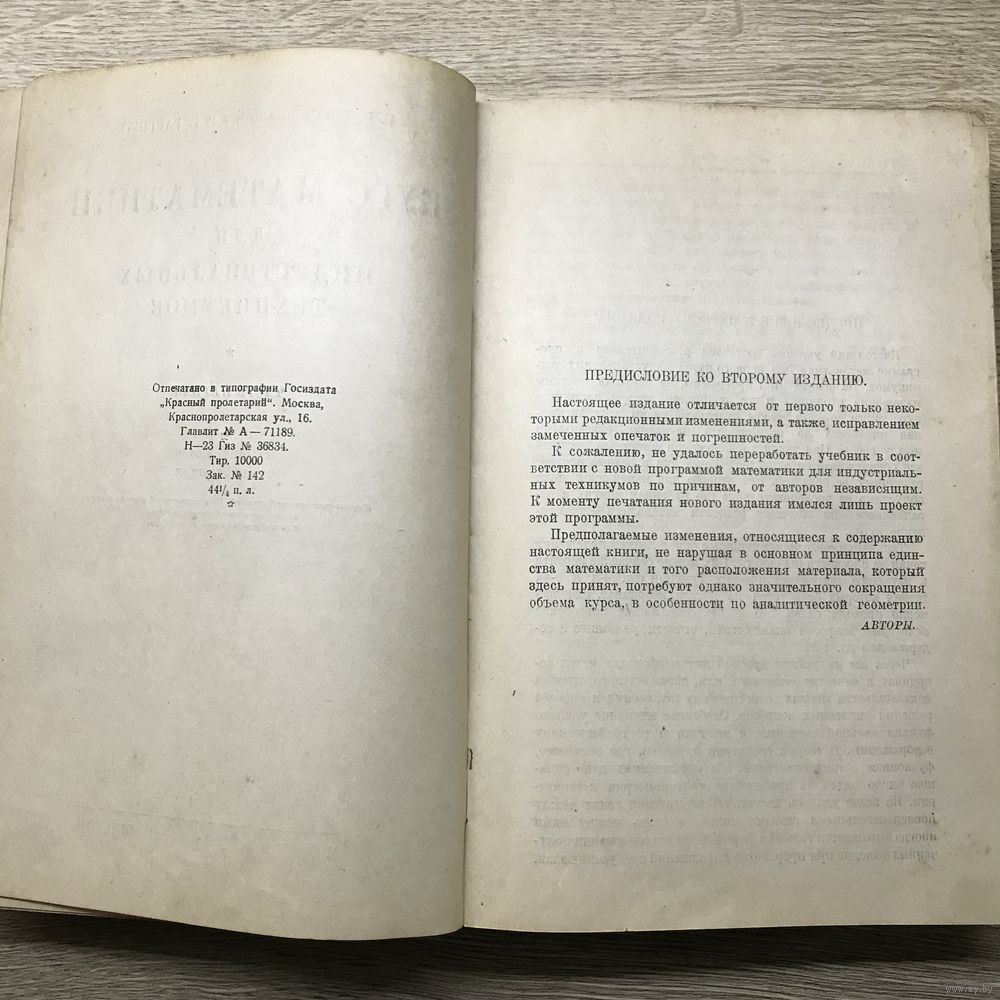 Отпечатано в типографии Госиздата
„Красный пролетарий“. Москва,
Краснопролетарская ул., 16.
Главлит № А — 71189.
Н—23 Гиз № 36834.
Тир. 10000
Зак. № 142
п. л.
ПРЕДИСЛОВИЕ КО ВТОРОМУ ИЗДАНИЮ.
Настоящее издание отличается от первого только неко-
торыми редакционными изменениями, а также, исправлением
замеченных опечаток и погрешностей.
К сожалению, не удалось переработать учебник в соот-
ветствии с новой программой математики для индустриаль-
ных техникумов по причинам, от авторов независящим.
К моменту печатания нового издания имелся лишь проект
этой программы.
Предполагаемые изменения, относящиеся к содержанию
настоящей книги, не нарушая в основном принципа един-
ства математики и того расположения материала, который
здесь принят, потребуют однако значительного сокращения
объема курса, в особенности по аналитической геометрии.
АВТОРЫ.
www.ay.by